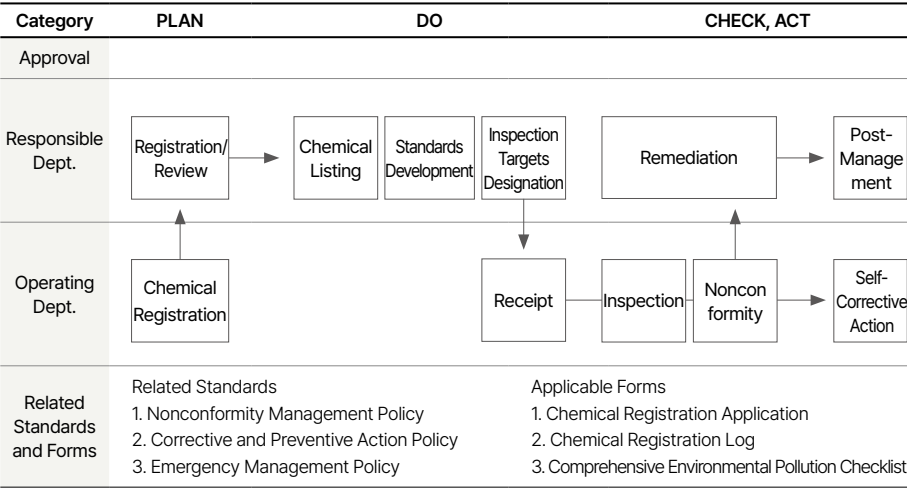 Category PLAN DO CHECK, ACT
Approval
Responsible
Dept.
Registration/
Review
Chemical
Listing
Standards
Development
Inspection
Targets
Designation
Remediation
Post-
Manage
ment
Operating
Dept.
Chemical
Registration
Receipt
Inspection
Noncon
formity
Self-
Corrective
Action
Related
Standards
and Forms
Related Standards
1. Nonconformity Management Policy
2. Corrective and Preventive Action Policy
3. Emergency Management Policy
Applicable Forms
1. Chemical Registration Application
2. Chemical Registration Log
3. Comprehensive Environmental Pollution Checklist